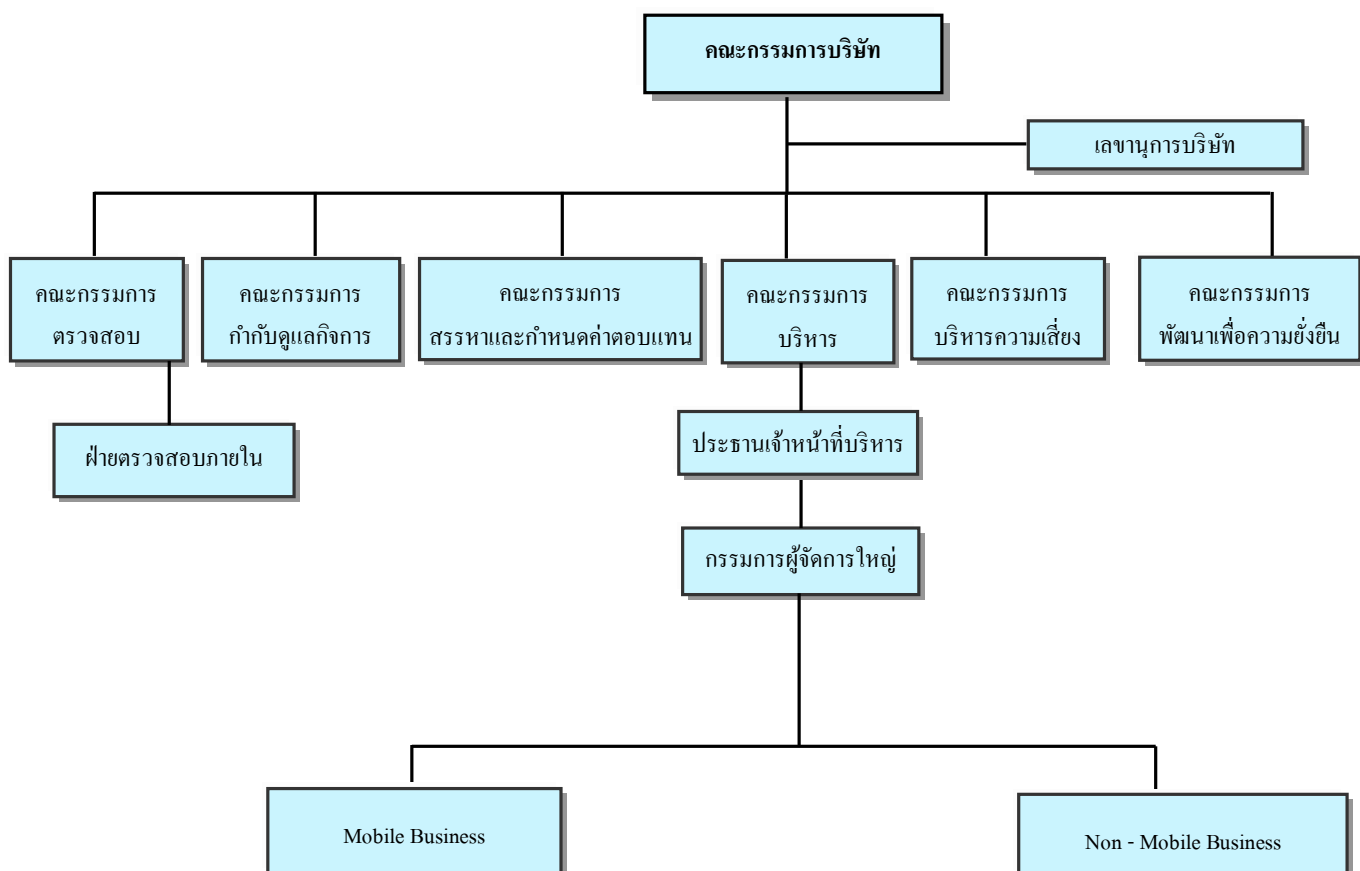 คณะกรรมการบริษัท
เลขานุการบริษัท
คณะกรรมการ
ตรวจสอบ
คณะกรรมการ
กำกับดูแลกิจการ
คณะกรรมการ
สรรหาและกำหนดค่าตอบแทน
คณะกรรมการ
บริหาร
คณะกรรมการ
บริหารความเสี่ยง
คณะกรรมการ
พัฒนาเพื่อความยั่งยืน
ฝ่ายตรวจสอบภายใน
ประธานเจ้าหน้าที่บริหาร
กรรมการผู้จัดการใหญ่
Mobile Business
Non - Mobile Business